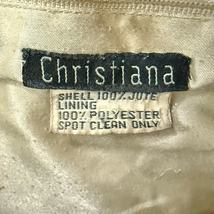 Christiana
SHELL 100% JUTE
LINING
100% POLYESTER
SPOT CLEAN ONLY